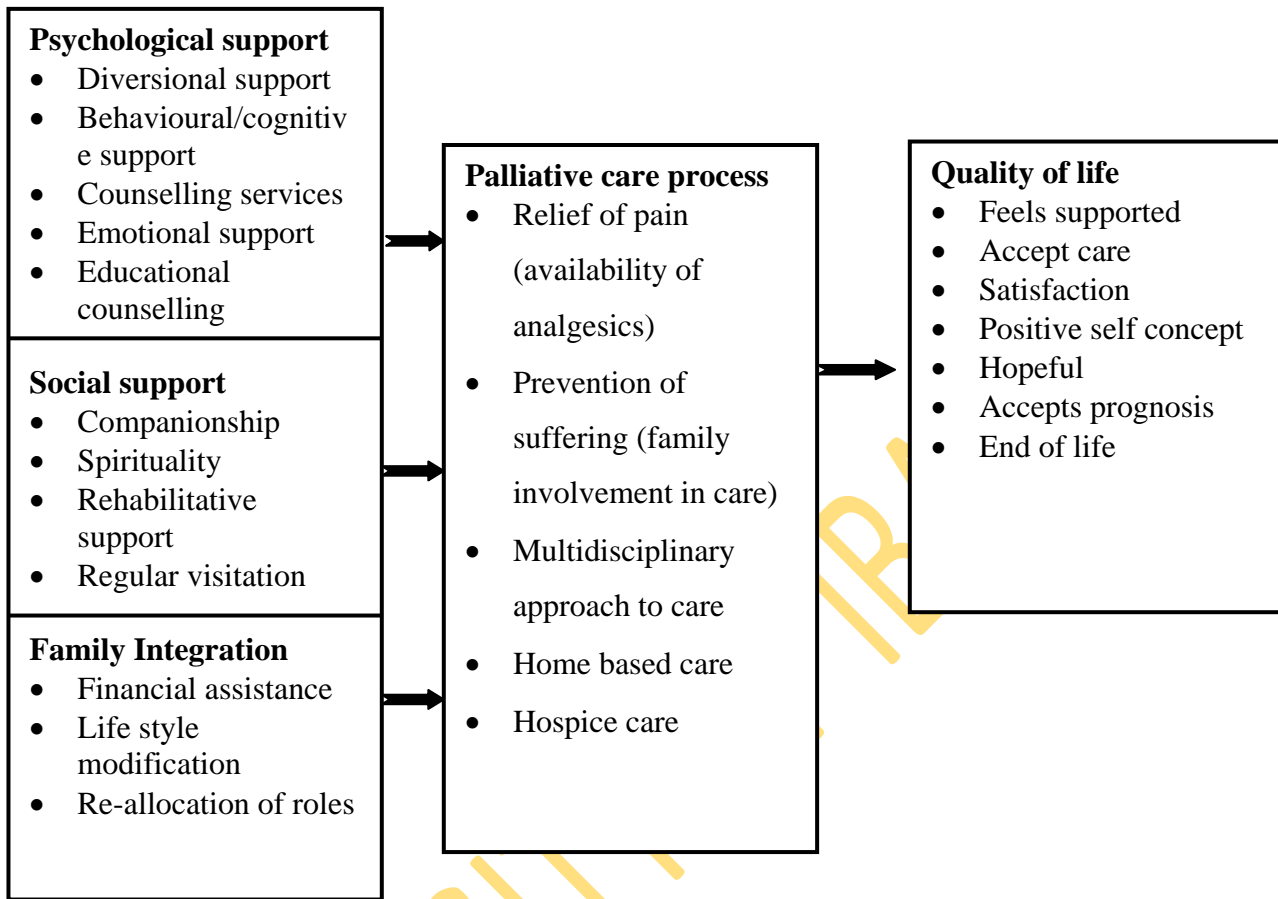 Psychological support
• Diversional support
• Behavioural/cognitiv
e support
• Counselling services
• Emotional support
• Educational
counselling
Social support
• Companionship
• Spirituality
• Rehabilitative
support
• Regular visitation
Family Integration
• Financial assistance
• Life style
modification
• Re-allocation of roles
Palliative care process
• Relief of pain
(availability of
analgesics)
• Prevention of
suffering (family
involvement in care)
• Multidisciplinary
approach to care
• Home based care
• Hospice care
Quality of life
• Feels supported
• Accept care
• Satisfaction
• Positive self concept
• Hopeful
• Accepts prognosis
• End of life